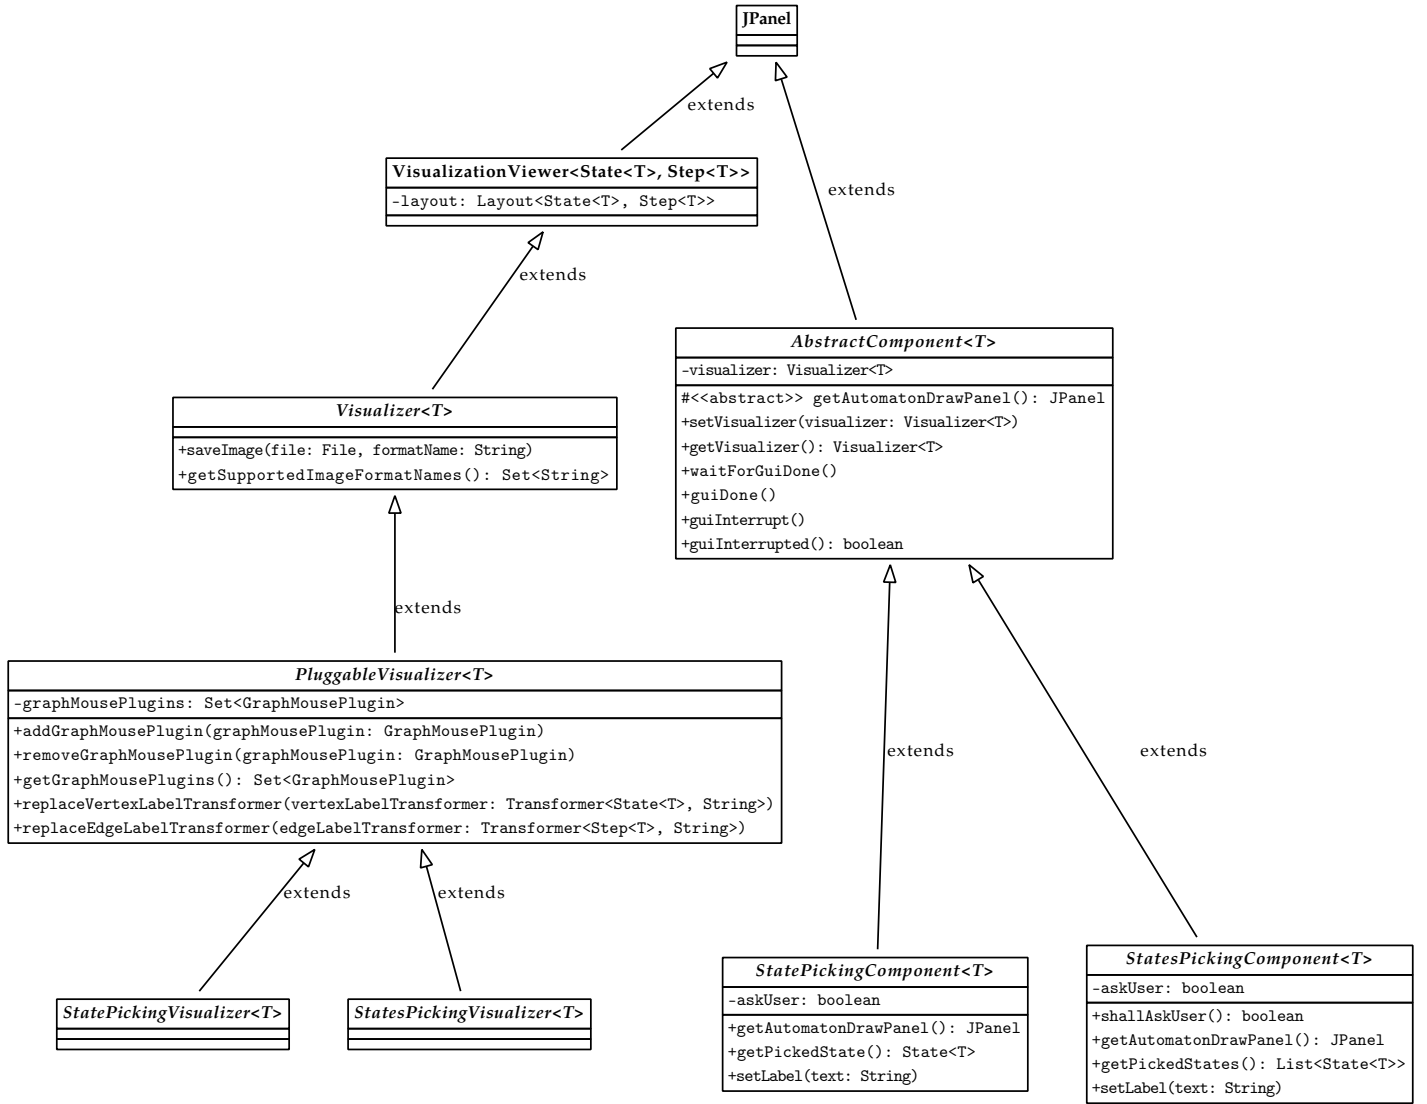 JPanel
extends
VisualizationViewer<State<T>, Step<T>>
-layout: Layout<State<T>, Step<T>>
extends
extends
Visualizer<T>
+saveImage(file: File, formatName: String)
+getSupportedImageFormatNames(): Set<String>
AbstractComponent<T>
-visualizer: Visualizer<T>
#<<abstract>> getAutomatonDrawPanel(): JPanel
+setVisualizer(visualizer: Visualizer<T>)
+getVisualizer(): Visualizer<T>
+waitForGuiDone()
+guiDone()
+guiInterrupt()
+guiInterrupted(): boolean
extends
PluggableVisualizer<T>
-graphMousePlugins: Set<GraphMousePlugin>
+addGraphMousePlugin(graphMousePlugin: GraphMousePlugin)
+removeGraphMousePlugin(graphMousePlugin: GraphMousePlugin)
+getGraphMousePlugins(): Set<GraphMousePlugin>
+replaceVertexLabelTransformer(vertexLabelTransformer: Transformer<State<T>, String>)
+replaceEdgeLabelTransformer(edgeLabelTransformer: Transformer<Step<T>, String>)
extends
extends
extends
extends
StatePickingVisualizer<T>
StatesPickingVisualizer<T>
StatePickingComponent<T>
-askUser: boolean
+getAutomatonDrawPanel(): JPanel
+getPickedState(): State<T>
+setLabel(text: String)
StatesPickingComponent<T>
-askUser: boolean
+shallAskUser(): boolean
+getAutomatonDrawPanel(): JPanel
+getPickedStates(): List<State<T>>
+setLabel(text: String)